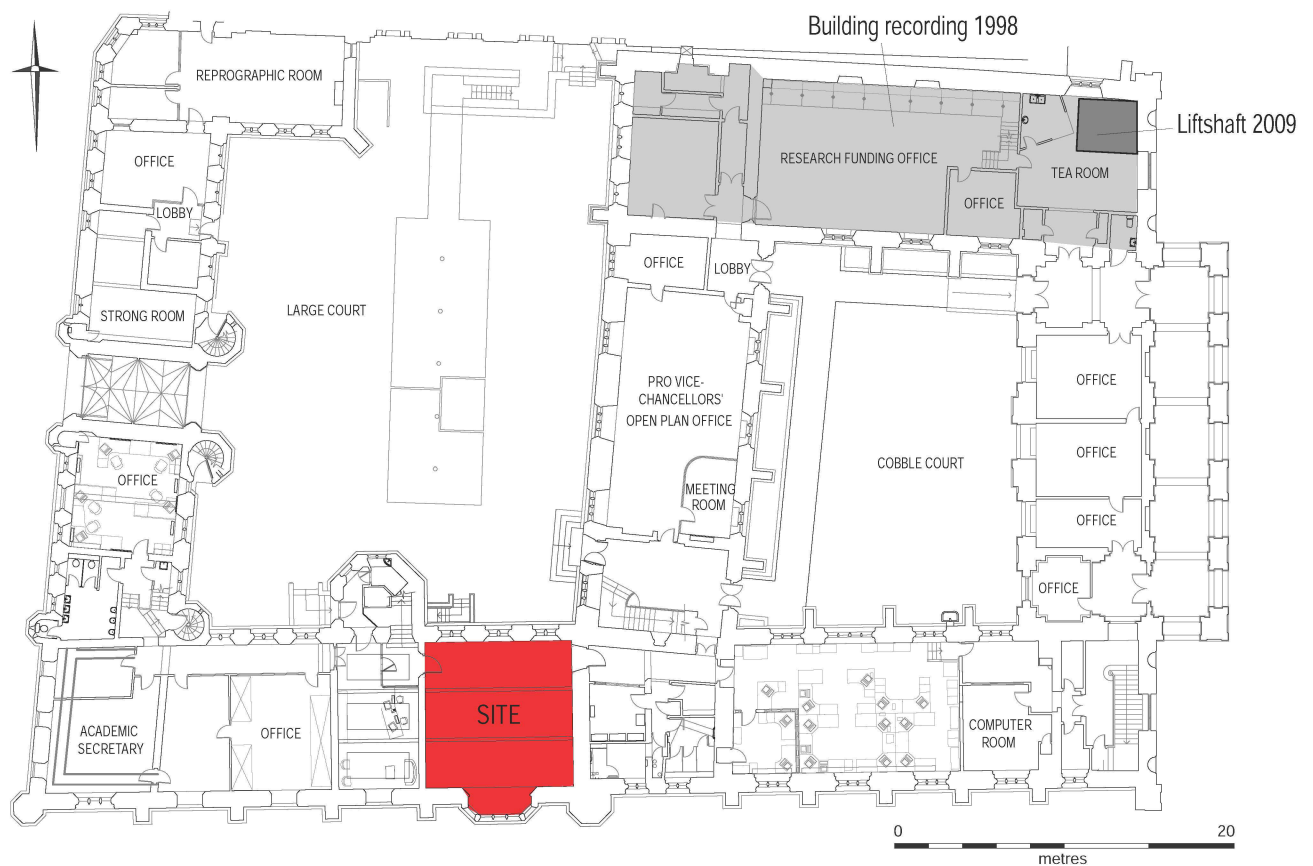 Building recording 1998
REPROGRAPHIC ROOM
Liftshaft 2009
OFFICE
RESEARCH FUNDING OFFICE
TEA ROOM
LOBBY
OFFICE
OFFICE
LOBBY
STRONG ROOM
LARGE COURT
PRO VICE-
CHANCELLORS'
OPEN PLAN OFFICE
OFFICE
OFFICE
COBBLE COURT
OFFICE
MEETING
ROOM
OFFICE
OFFICE
SITE
ACADEMIC
SECRETARY
OFFICE
COMPUTER
ROOM
0 20
metres